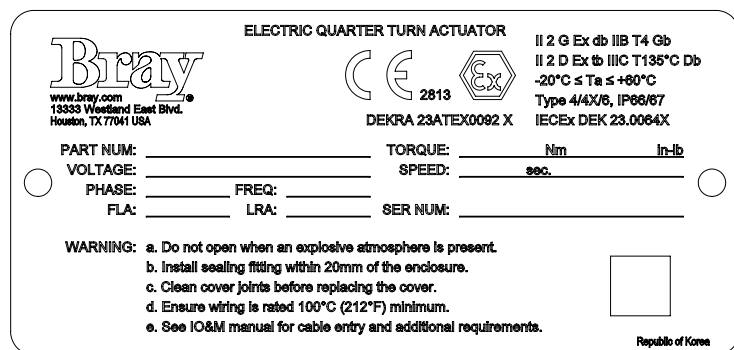 ELECTRIC QUARTER TURN ACTUATOR
Bray ®
www.bray.com
13333 Westland East Blvd.
Houston, TX 77041 USA
CE 2813
Ex
DEKRA 23ATEX0092 X
II 2 G Ex db IIB T4 Gb
II 2 D Ex tb IIIC T135°C Db
-20°C ≤ Ta ≤ +60°C
Type 4/4X/6, IP66/67
IECEx DEK 23.0064X
PART NUM: TORQUE: Nm in-lb
VOLTAGE: SPEED: sec.
PHASE: FREQ:
FLA: LRA: SER NUM:
WARNING: a. Do not open when an explosive atmosphere is present.
b. Install sealing fitting within 20mm of the enclosure.
c. Clean cover joints before replacing the cover.
d. Ensure wiring is rated 100°C (212°F) minimum.
e. See IO&M manual for cable entry and additional requirements.
Republic of Korea